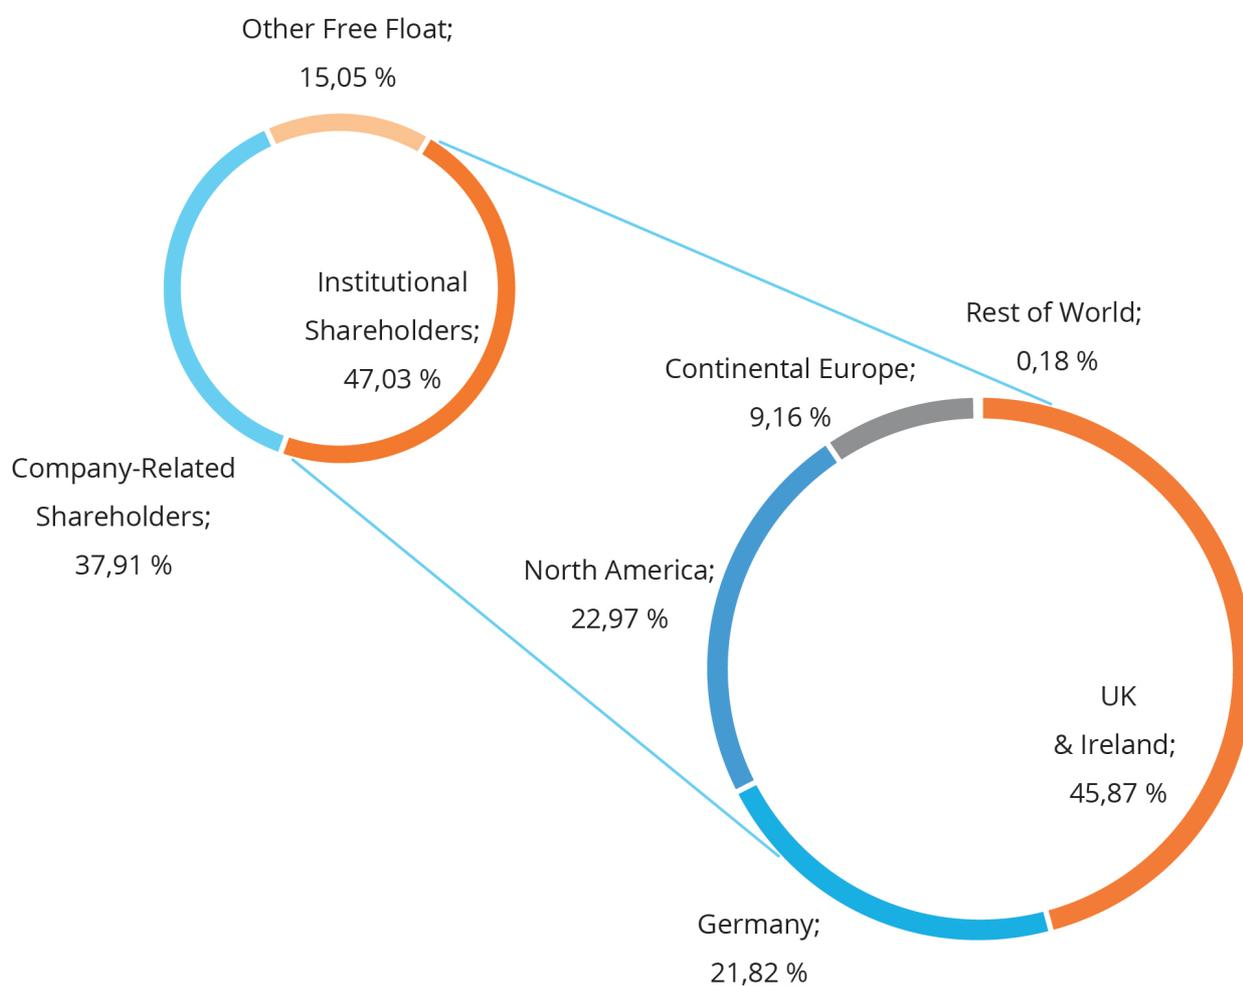 Other Free Float;
15,05 %
Institutional
Shareholders;
47,03 %
Company-Related
Shareholders;
37,91 %
Rest of World;
0,18 %
Continental Europe;
9,16 %
North America;
22,97 %
UK
& Ireland;
45,87 %
Germany;
21,82 %